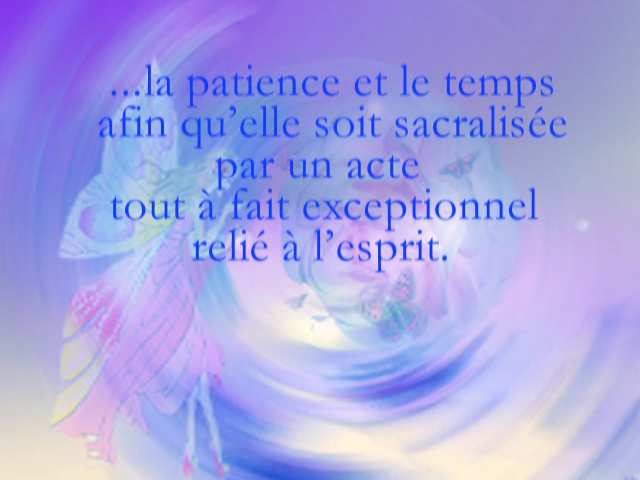 ...la patience et le temps
afin qu'elle soit sacralisée
par un acte
tout à fait exceptionnel
relié à l'esprit.